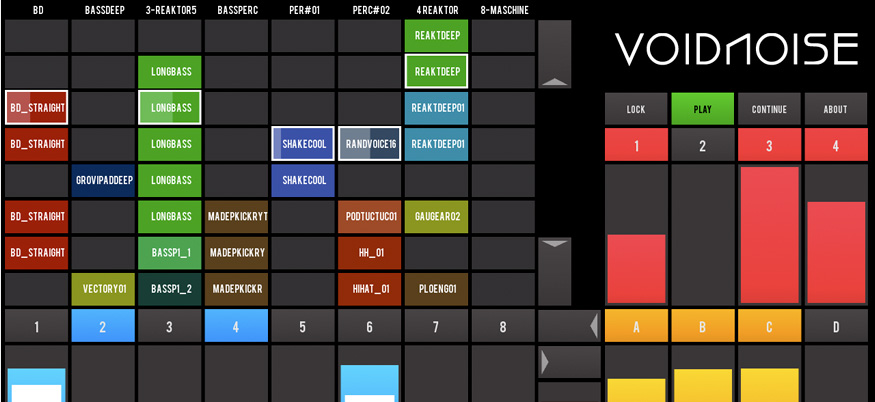 BD BASSDEEP 3-REAKTOR5 BASSPERC PER#01 PERC#02 4REAKTOR 8-MASCHINE
REAKTDEEP
VOIDNOISE
LONGBASS REAKTDEEP
BD_STRAIGHT LONGBASS REAKTDEEP01
LOCK PLAY CONTINUE ABOUT
BD_STRAIGHT LONGBASS SHAKECOOL RANDVOICE16 REAKTDEEP01
1 2 3 4
GROVIPADDEEP LONGBASS SHAKECOOL
BD_STRAIGHT LONGBASS MADEPKICKRYT PODTUCTUC01 GAUGEAR02
BD_STRAIGHT BASSP1_1 MADEPKICKRY HH_01
VECTORY01 BASSP1_2 MADEPKICKR HIHAT_01 PLOENG01
1 2 3 4 5 6 7 8
A B C D